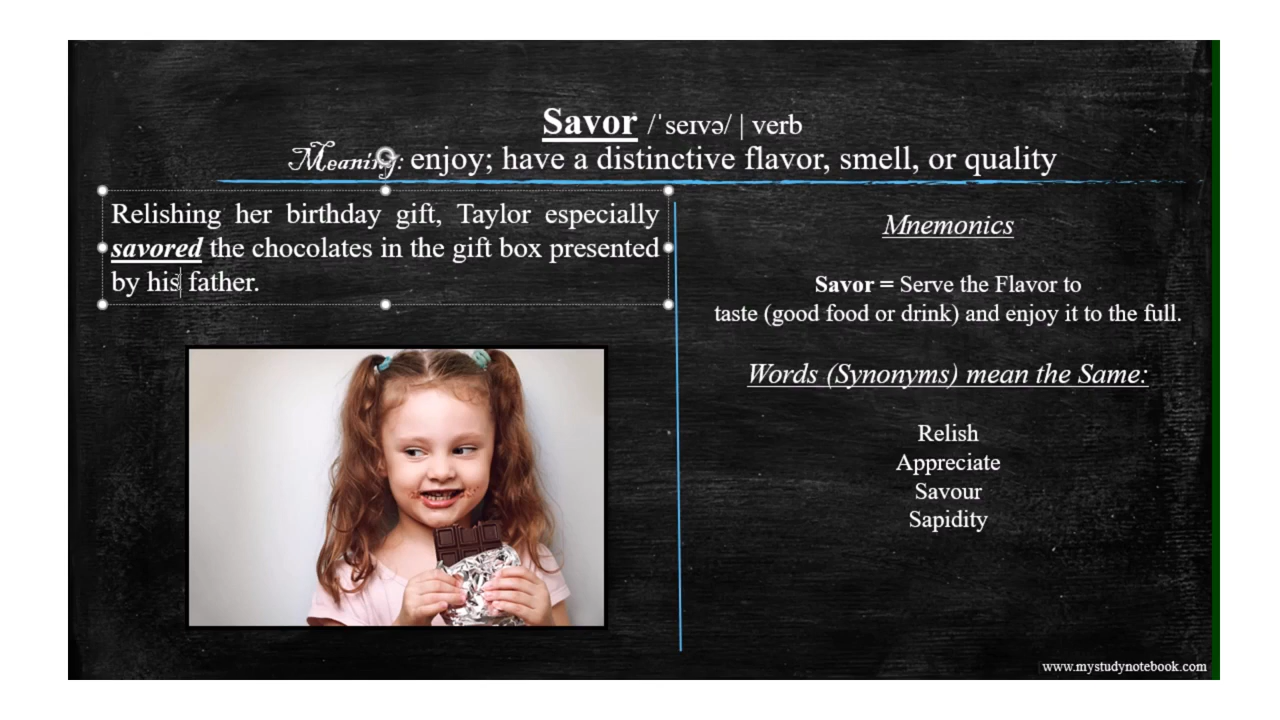 Savor /ˈseɪvə/ | verb
Meaning: enjoy; have a distinctive flavor, smell, or quality
Relishing her birthday gift, Taylor especially
savored the chocolates in the gift box presented
by his father.
Mnemonics
Savor = Serve the Flavor to
taste (good food or drink) and enjoy it to the full.
Words (Synonyms) mean the Same:
Relish
Appreciate
Savour
Sapidity
www.mystudynotebook.com